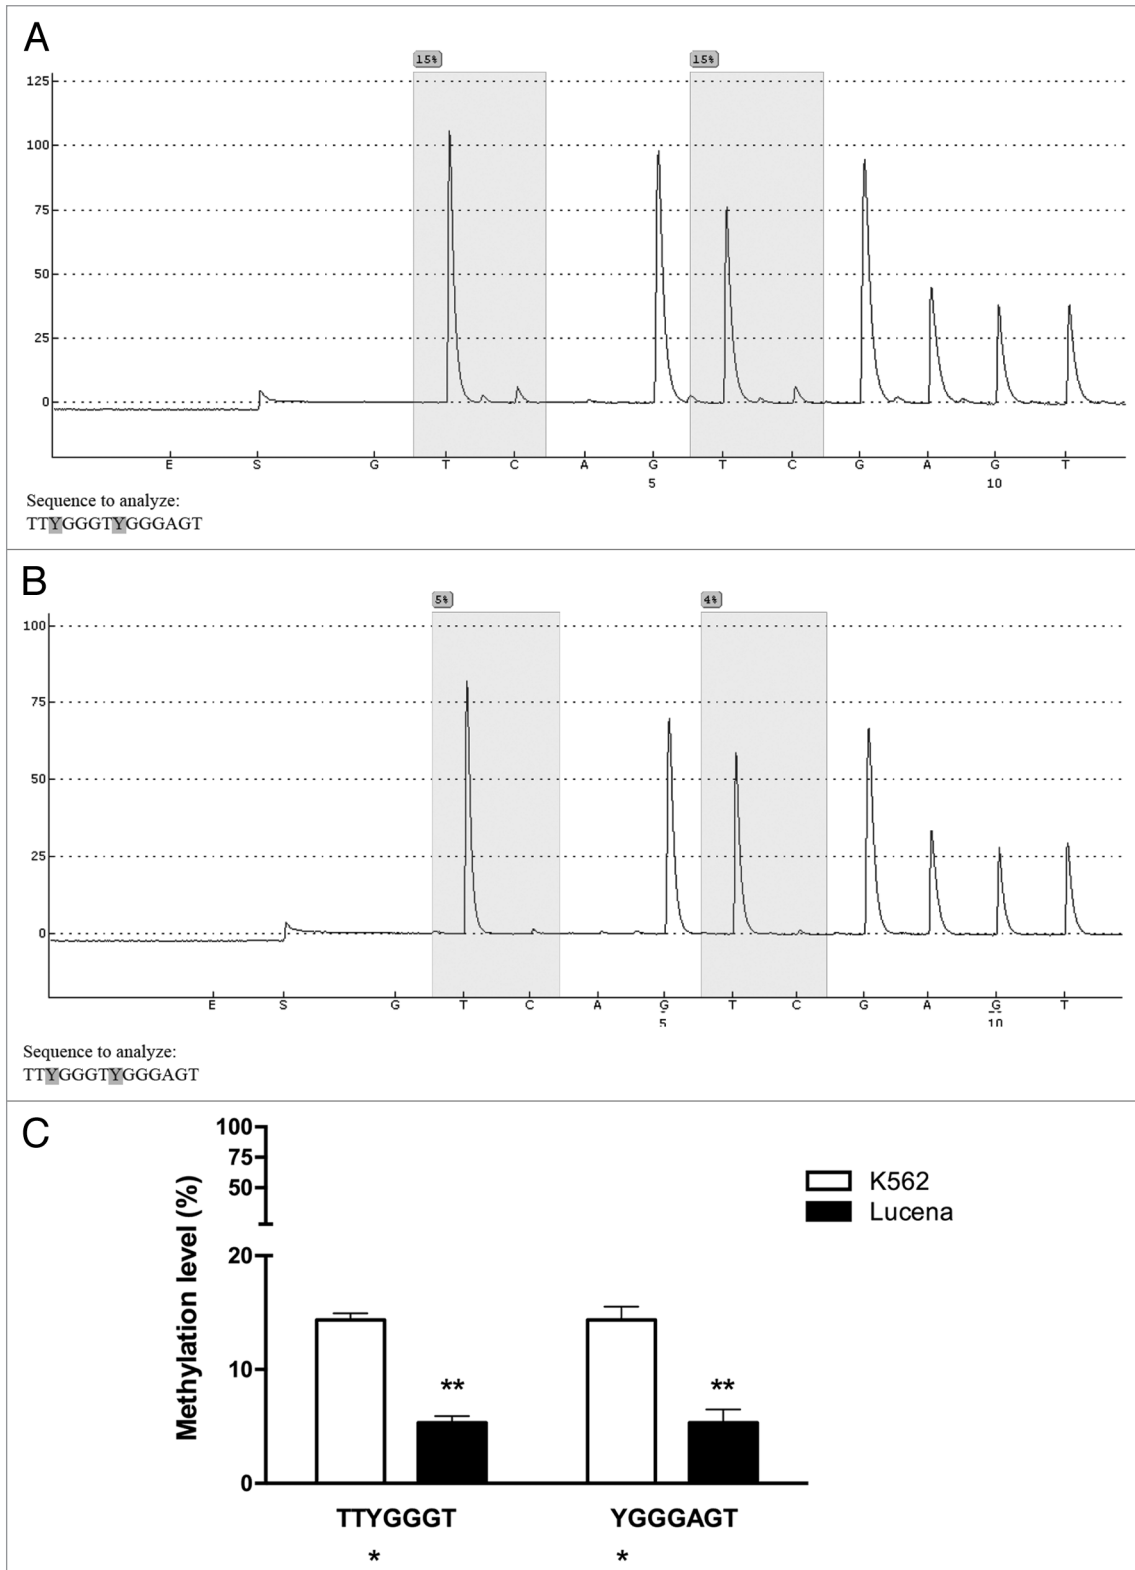 A
15% 15%
125
100
75
50
25
0
E S G T C A G T C G A G T
5 10
Sequence to analyze:
TTYGGGTYGGGAGT
B
5% 4%
100
75
50
25
0
E S G T C A G T C G A G T
5 10
Sequence to analyze:
TTYGGGTYGGGAGT
C
Methylation level (%)
100
75
50
20
10
0
K562
Lucena
** **
TTYGGGT YGGGAGT
* *